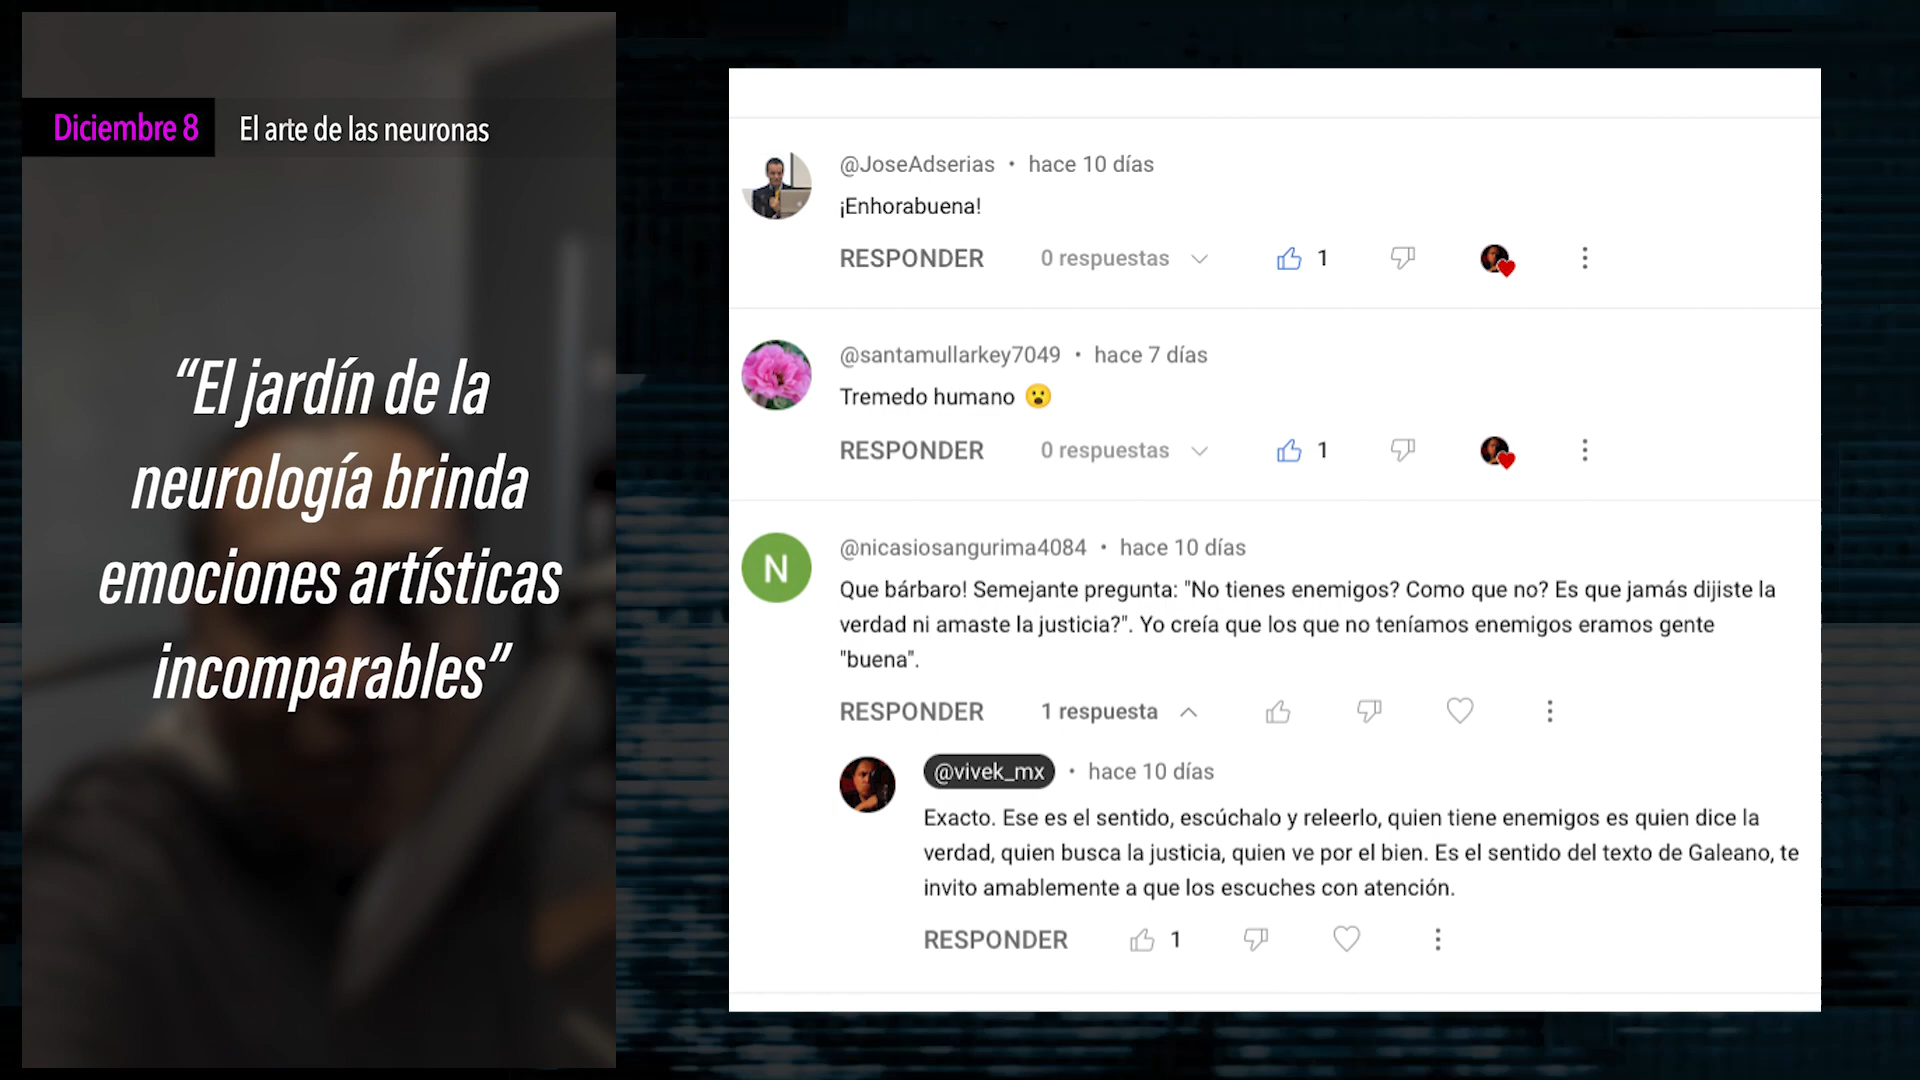 Diciembre 8
El arte de las neuronas
“El jardín de la
neurología brinda
emociones artísticas
incomparables”
@JoseAdserias • hace 10 días
¡Enhorabuena!
RESPONDER 0 respuestas 1
@santamullarkey7049 • hace 7 días
Tremedo humano 😮
RESPONDER 0 respuestas 1
N
@nicasiosangurima4084 • hace 10 días
Que bárbaro! Semejante pregunta: "No tienes enemigos? Como que no? Es que jamás dijiste la
verdad ni amaste la justicia?". Yo creía que los que no teníamos enemigos eramos gente
"buena".
RESPONDER 1 respuesta
@vivek_mx • hace 10 días
Exacto. Ese es el sentido, escúchalo y releerlo, quien tiene enemigos es quien dice la
verdad, quien busca la justicia, quien ve por el bien. Es el sentido del texto de Galeano, te
invito amablemente a que los escuches con atención.
RESPONDER 1